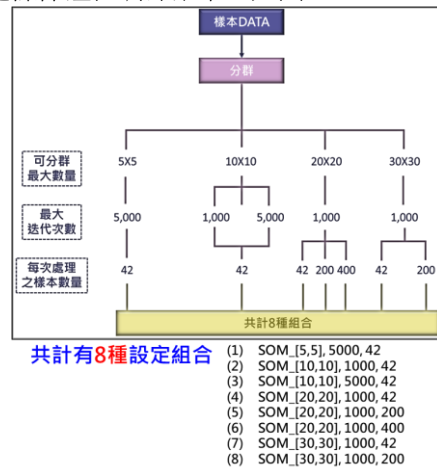 樣本DATA
分群
可分群
最大數量
5X5
10X10
20X20
30X30
最大
迭代次數
5,000
1,000
5,000
1,000
1,000
每次處理
之樣本數量
42
42
42 200 400
42
200
共計8種組合
共計有8種設定組合
(1) SOM_[5,5], 5000, 42
(2) SOM_[10,10], 1000, 42
(3) SOM_[10,10], 5000, 42
(4) SOM_[20,20], 1000, 42
(5) SOM_[20,20], 1000, 200
(6) SOM_[20,20], 1000, 400
(7) SOM_[30,30], 1000, 42
(8) SOM_[30,30], 1000, 200